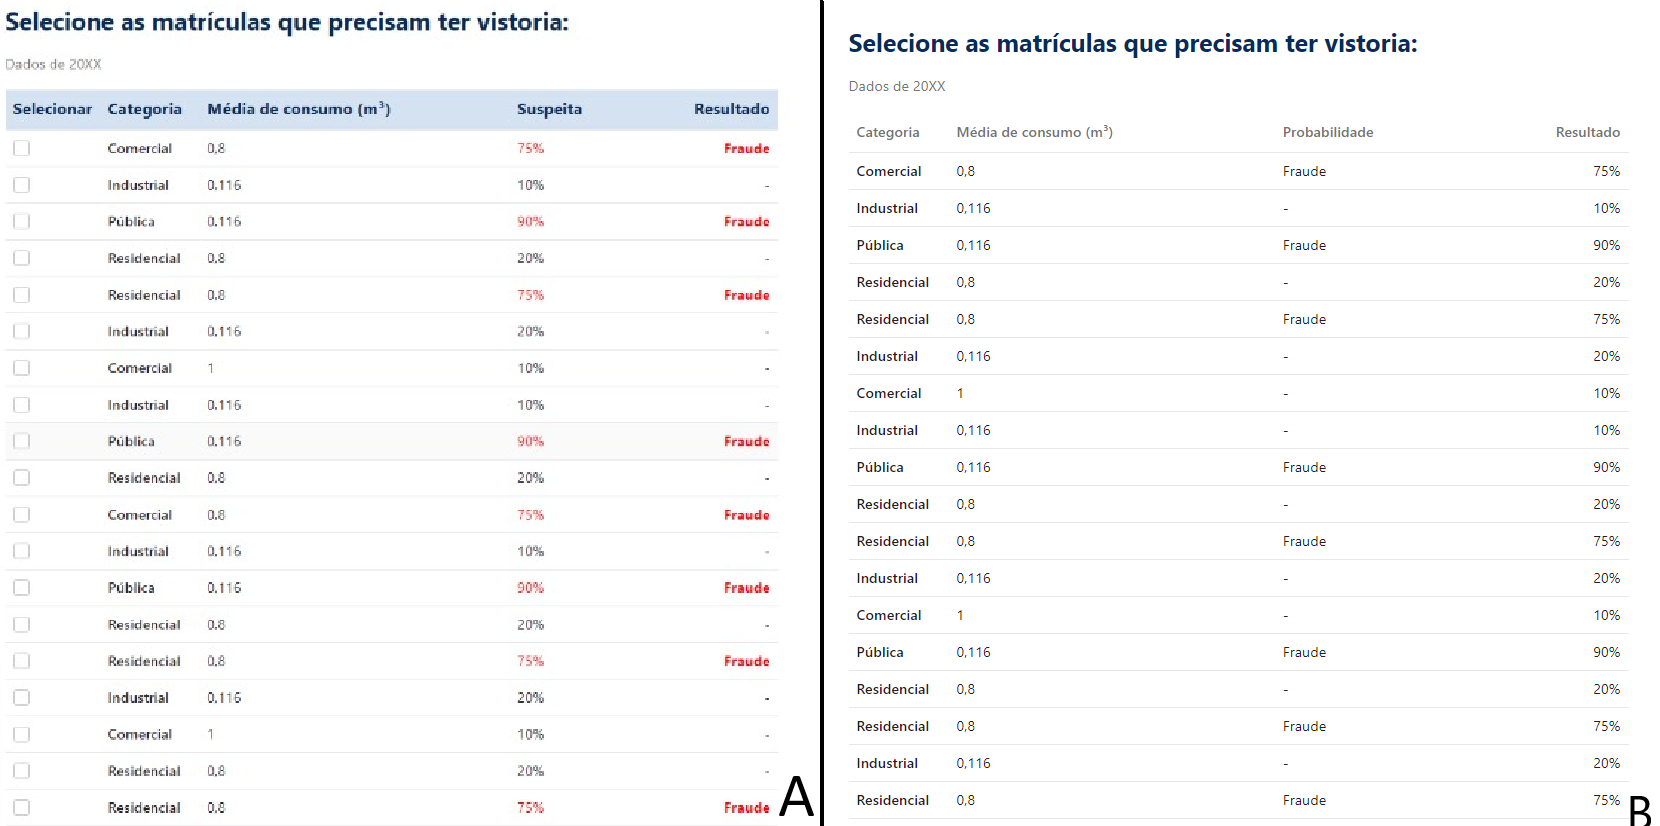 Selecione as matrículas que precisam ter vistoria:
Dados de 20XX
Selecionar Categoria Média de consumo (m³) Suspeita Resultado
Comercial 0,8 75% Fraude
Industrial 0,116 10% -
Pública 0,116 90% Fraude
Residencial 0,8 20% -
Residencial 0,8 75% Fraude
Industrial 0,116 20% -
Comercial 1 10% -
Industrial 0,116 10% -
Pública 0,116 90% Fraude
Residencial 0,8 20% -
Comercial 0,8 75% Fraude
Industrial 0,116 10% -
Pública 0,116 90% Fraude
Residencial 0,8 20% -
Residencial 0,8 75% Fraude
Industrial 0,116 20% -
Comercial 1 10% -
Residencial 0,8 20% -
Residencial 0,8 75% Fraude
A
Selecione as matrículas que precisam ter vistoria:
Dados de 20XX
Categoria Média de consumo (m³) Probabilidade Resultado
Comercial 0,8 Fraude 75%
Industrial 0,116 - 10%
Pública 0,116 Fraude 90%
Residencial 0,8 - 20%
Residencial 0,8 Fraude 75%
Industrial 0,116 - 20%
Comercial 1 - 10%
Industrial 0,116 - 10%
Pública 0,116 Fraude 90%
Residencial 0,8 - 20%
Residencial 0,8 Fraude 75%
Industrial 0,116 - 20%
Comercial 1 - 10%
Pública 0,116 Fraude 90%
Residencial 0,8 - 20%
Residencial 0,8 Fraude 75%
Industrial 0,116 - 20%
Residencial 0,8 Fraude 75%
B